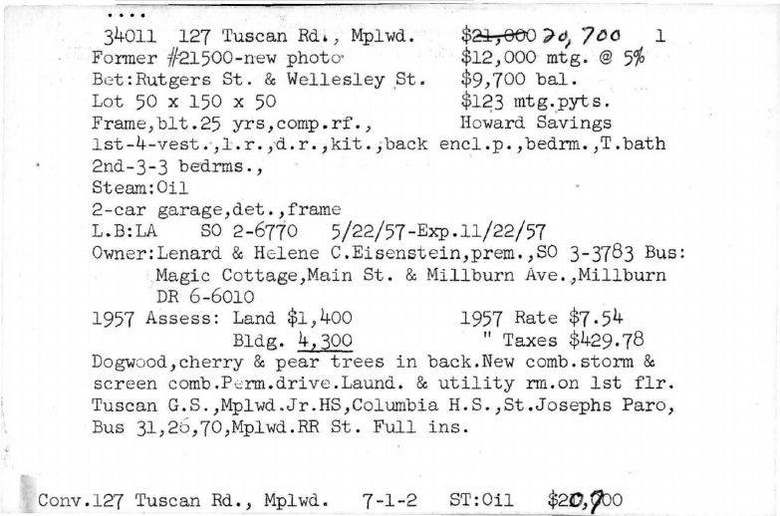 ....
34011 127 Tuscan Rd., Mplwd. $21,000 20,700 1
Former #21500-new photo $12,000 mtg. @ 5%
Bet:Rutgers St. & Wellesley St. $9,700 bal.
Lot 50 x 150 x 50 $123 mtg.pyts.
Frame,blt.25 yrs,comp.rf., Howard Savings
1st-4-vest.,l.r.,d.r.,kit.,back encl.p.,bedrm.,T.bath
2nd-3-3 bedrms.,
Steam:Oil
2-car garage,det.,frame
L.B:LA SO 2-6770 5/22/57-Exp.11/22/57
Owner:Lenard & Helene C.Eisenstein,prem.,SO 3-3783 Bus:
Magic Cottage,Main St. & Millburn Ave.,Millburn
DR 6-6010
1957 Assess: Land $1,400 1957 Rate $7.54
Bldg. 4,300 " Taxes $429.78
Dogwood,cherry & pear trees in back.New comb.storm &
screen comb.Perm.drive.Laund. & utility rm.on 1st flr.
Tuscan G.S.,Mplwd.Jr.HS,Columbia H.S.,St.Josephs Paro,
Bus 31,26,70,Mplwd.RR St. Full ins.
Conv.127 Tuscan Rd., Mplwd. 7-1-2 ST:Oil $20,700